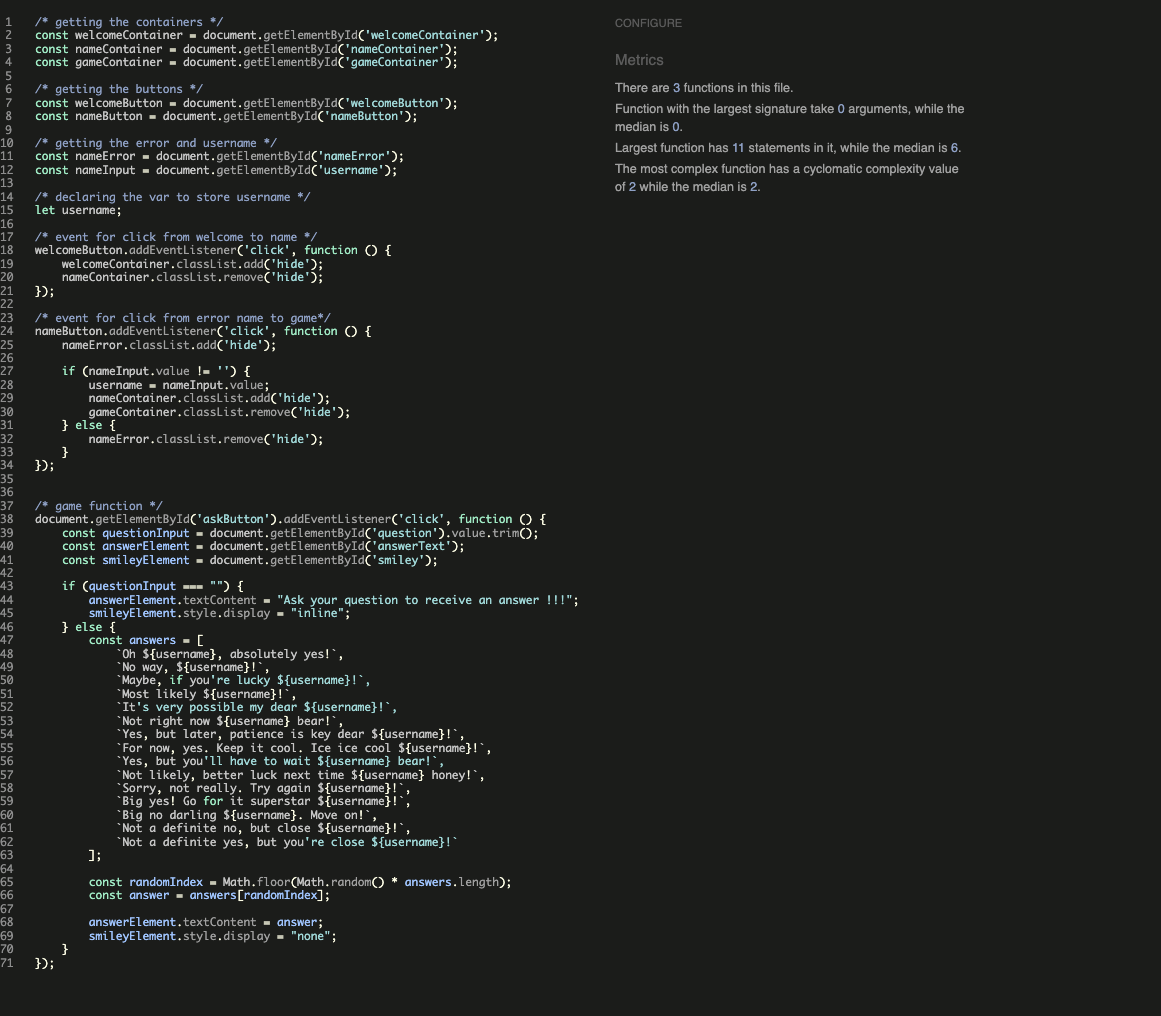 1 /* getting the containers */
2 const welcomeContainer = document.getElementById('welcomeContainer');
3 const nameContainer = document.getElementById('nameContainer');
4 const gameContainer = document.getElementById('gameContainer');
5
6 /* getting the buttons */
7 const welcomeButton = document.getElementById('welcomeButton');
8 const nameButton = document.getElementById('nameButton');
9
10 /* getting the error and username */
11 const nameError = document.getElementById('nameError');
12 const nameInput = document.getElementById('username');
13
14 /* declaring the var to store username */
15 let username;
16
17 /* event for click from welcome to name */
18 welcomeButton.addEventListener('click', function () {
19     welcomeContainer.classList.add('hide');
20     nameContainer.classList.remove('hide');
21 });
22
23 /* event for click from error name to game*/
24 nameButton.addEventListener('click', function () {
25     nameError.classList.add('hide');
26
27     if (nameInput.value != '') {
28         username = nameInput.value;
29         nameContainer.classList.add('hide');
30         gameContainer.classList.remove('hide');
31     } else {
32         nameError.classList.remove('hide');
33     }
34 });
35
36
37 /* game function */
38 document.getElementById('askButton').addEventListener('click', function () {
39     const questionInput = document.getElementById('question').value.trim();
40     const answerElement = document.getElementById('answerText');
41     const smileyElement = document.getElementById('smiley');
42
43     if (questionInput === "") {
44         answerElement.textContent = "Ask your question to receive an answer !!!";
45         smileyElement.style.display = "inline";
46     } else {
47         const answers = [
48             `Oh ${username}, absolutely yes!`,
49             `No way, ${username}!`,
50             `Maybe, if you're lucky ${username}!`,
51             `Most likely ${username}!`,
52             `It's very possible my dear ${username}!`,
53             `Not right now ${username} bear!`,
54             `Yes, but later, patience is key dear ${username}!`,
55             `For now, yes. Keep it cool. Ice ice cool ${username}!`,
56             `Yes, but you'll have to wait ${username} bear!`,
57             `Not likely, better luck next time ${username} honey!`,
58             `Sorry, not really. Try again ${username}!`,
59             `Big yes! Go for it superstar ${username}!`,
60             `Big no darling ${username}. Move on!`,
61             `Not a definite no, but close ${username}!`,
62             `Not a definite yes, but you're close ${username}!`
63         ];
64
65         const randomIndex = Math.floor(Math.random() * answers.length);
66         const answer = answers[randomIndex];
67
68         answerElement.textContent = answer;
69         smileyElement.style.display = "none";
70     }
71 });
CONFIGURE
Metrics
There are 3 functions in this file.
Function with the largest signature take 0 arguments, while the
median is 0.
Largest function has 11 statements in it, while the median is 6.
The most complex function has a cyclomatic complexity value
of 2 while the median is 2.